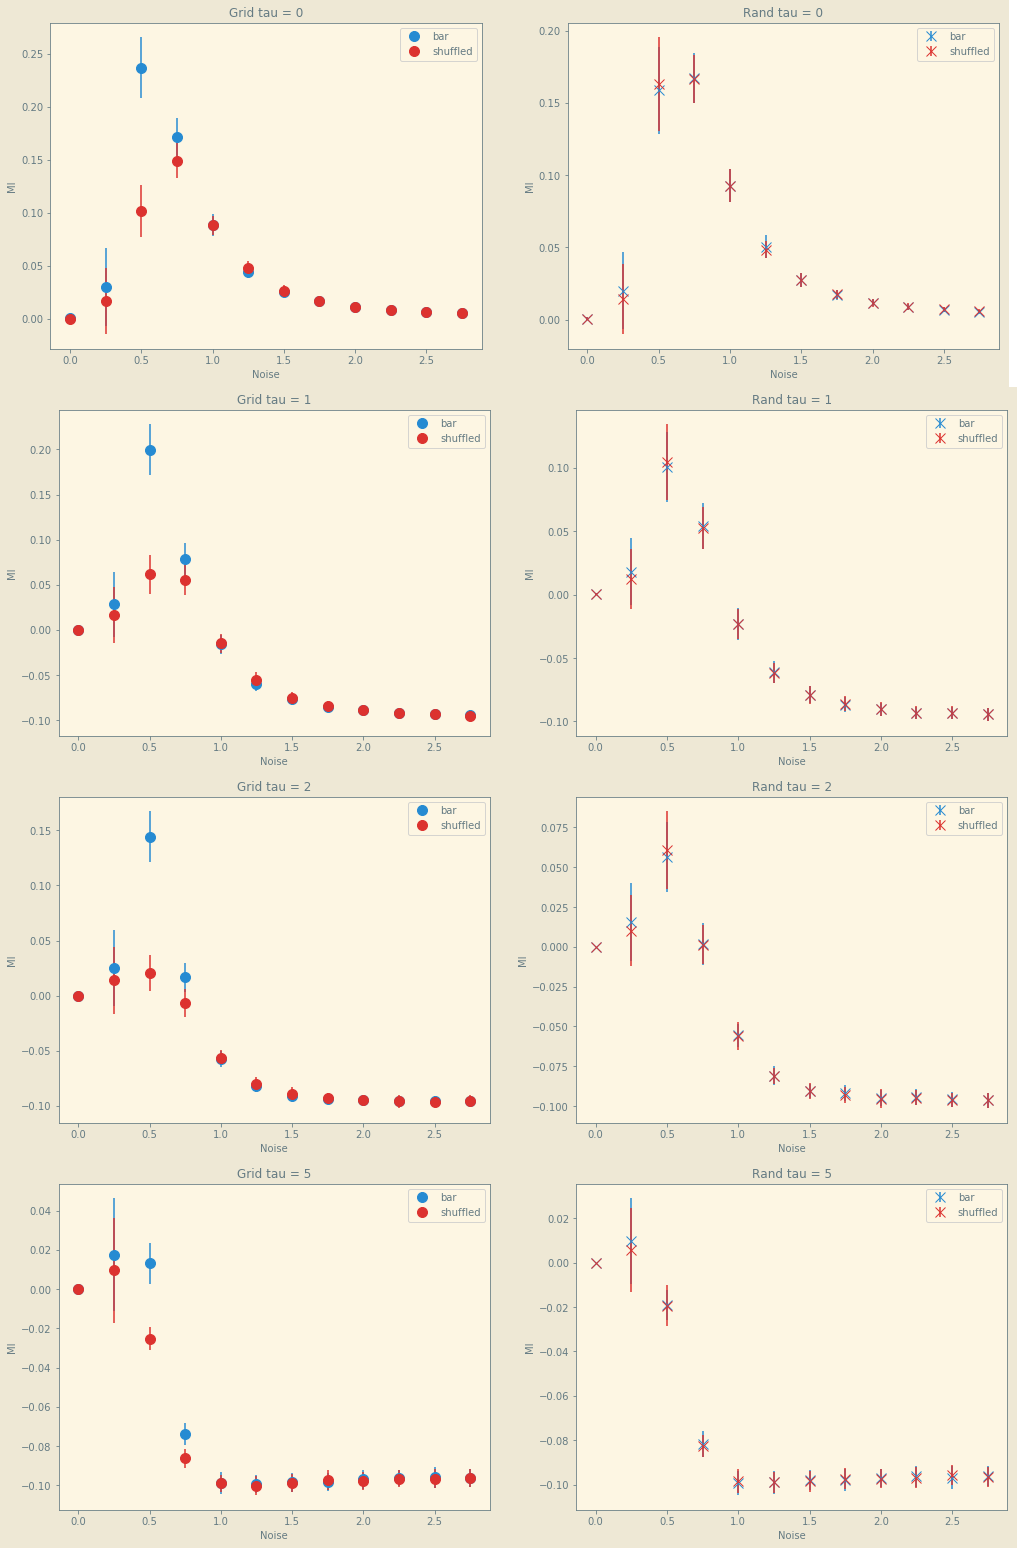 Grid tau = 0
MI
0.25
0.20
0.15
0.10
0.05
0.00
bar
shuffled
0.0 0.5 1.0 1.5 2.0 2.5
Noise
Rand tau = 0
MI
0.20
0.15
0.10
0.05
0.00
bar
shuffled
0.0 0.5 1.0 1.5 2.0 2.5
Noise
Grid tau = 1
MI
0.20
0.15
0.10
0.05
0.00
−0.05
−0.10
bar
shuffled
0.0 0.5 1.0 1.5 2.0 2.5
Noise
Rand tau = 1
MI
0.10
0.05
0.00
−0.05
−0.10
bar
shuffled
0.0 0.5 1.0 1.5 2.0 2.5
Noise
Grid tau = 2
MI
0.15
0.10
0.05
0.00
−0.05
−0.10
bar
shuffled
0.0 0.5 1.0 1.5 2.0 2.5
Noise
Rand tau = 2
MI
0.075
0.050
0.025
0.000
−0.025
−0.050
−0.075
−0.100
bar
shuffled
0.0 0.5 1.0 1.5 2.0 2.5
Noise
Grid tau = 5
MI
0.04
0.02
0.00
−0.02
−0.04
−0.06
−0.08
−0.10
bar
shuffled
0.0 0.5 1.0 1.5 2.0 2.5
Noise
Rand tau = 5
MI
0.02
0.00
−0.02
−0.04
−0.06
−0.08
−0.10
bar
shuffled
0.0 0.5 1.0 1.5 2.0 2.5
Noise